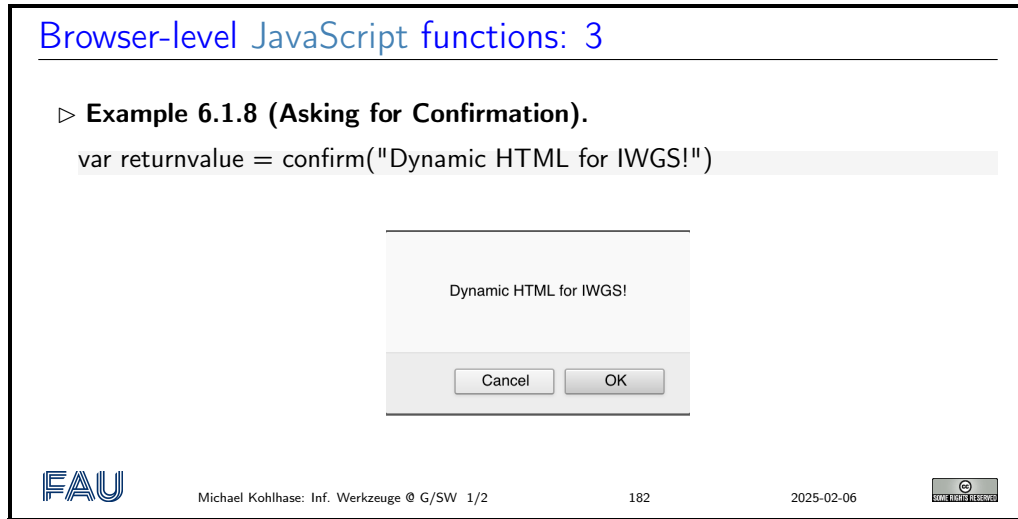 Browser-level JavaScript functions: 3
▷ Example 6.1.8 (Asking for Confirmation).
var returnvalue = confirm("Dynamic HTML for IWGS!")
Dynamic HTML for IWGS!
Cancel OK
FAU Michael Kohlhase: Inf. Werkzeuge @ G/SW 1/2 182 2025-02-06 cc
SOME RIGHTS RESERVED